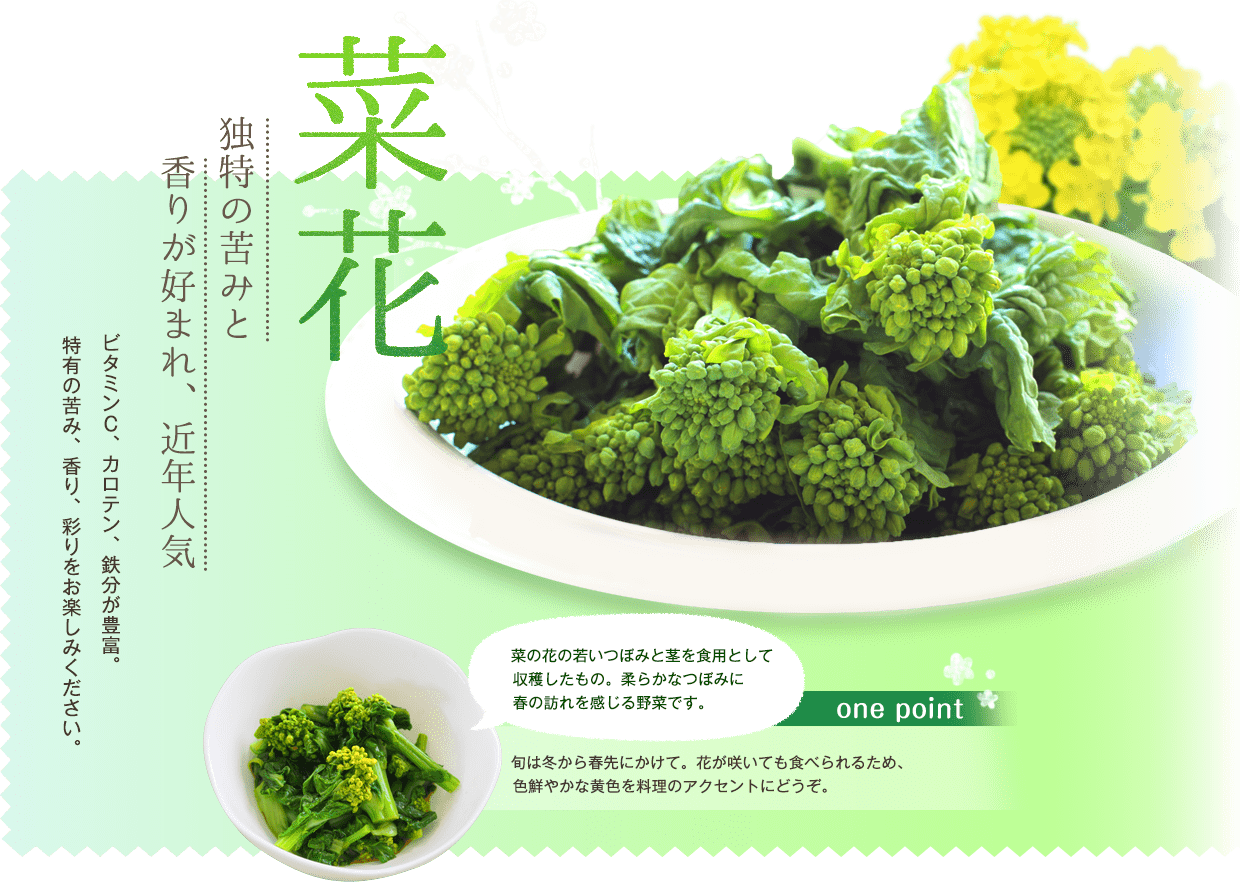 菜花
独特の苦みと
香りが好まれ、近年人気
ビタミンC、カロテン、鉄分が豊富。
特有の苦み、香り、彩りをお楽しみください。
菜の花の若いつぼみと茎を食用として
収穫したもの。柔らかなつぼみに
春の訪れを感じる野菜です。
one point
旬は冬から春先にかけて。花が咲いても食べられるため、
色鮮やかな黄色を料理のアクセントにどうぞ。